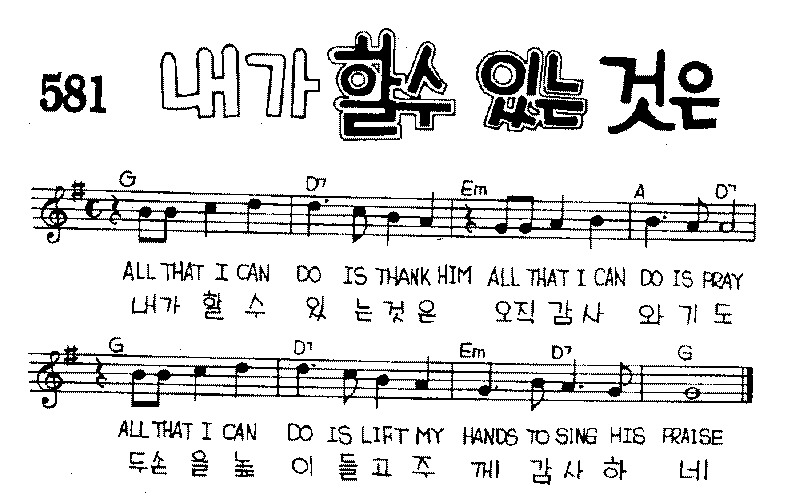 581 내가 할수 있는 것은
G D7 Em A D7
ALL THAT I CAN DO IS THANK HIM ALL THAT I CAN DO IS PRAY
내가 할 수 있 는 것 은 오직 감 사 와 기 도
G D7 Em D7 G
ALL THAT I CAN DO IS LIFT MY HANDS TO SING HIS PRAISE
두손 을 높 이 들 고 주 께 감 사 하 네